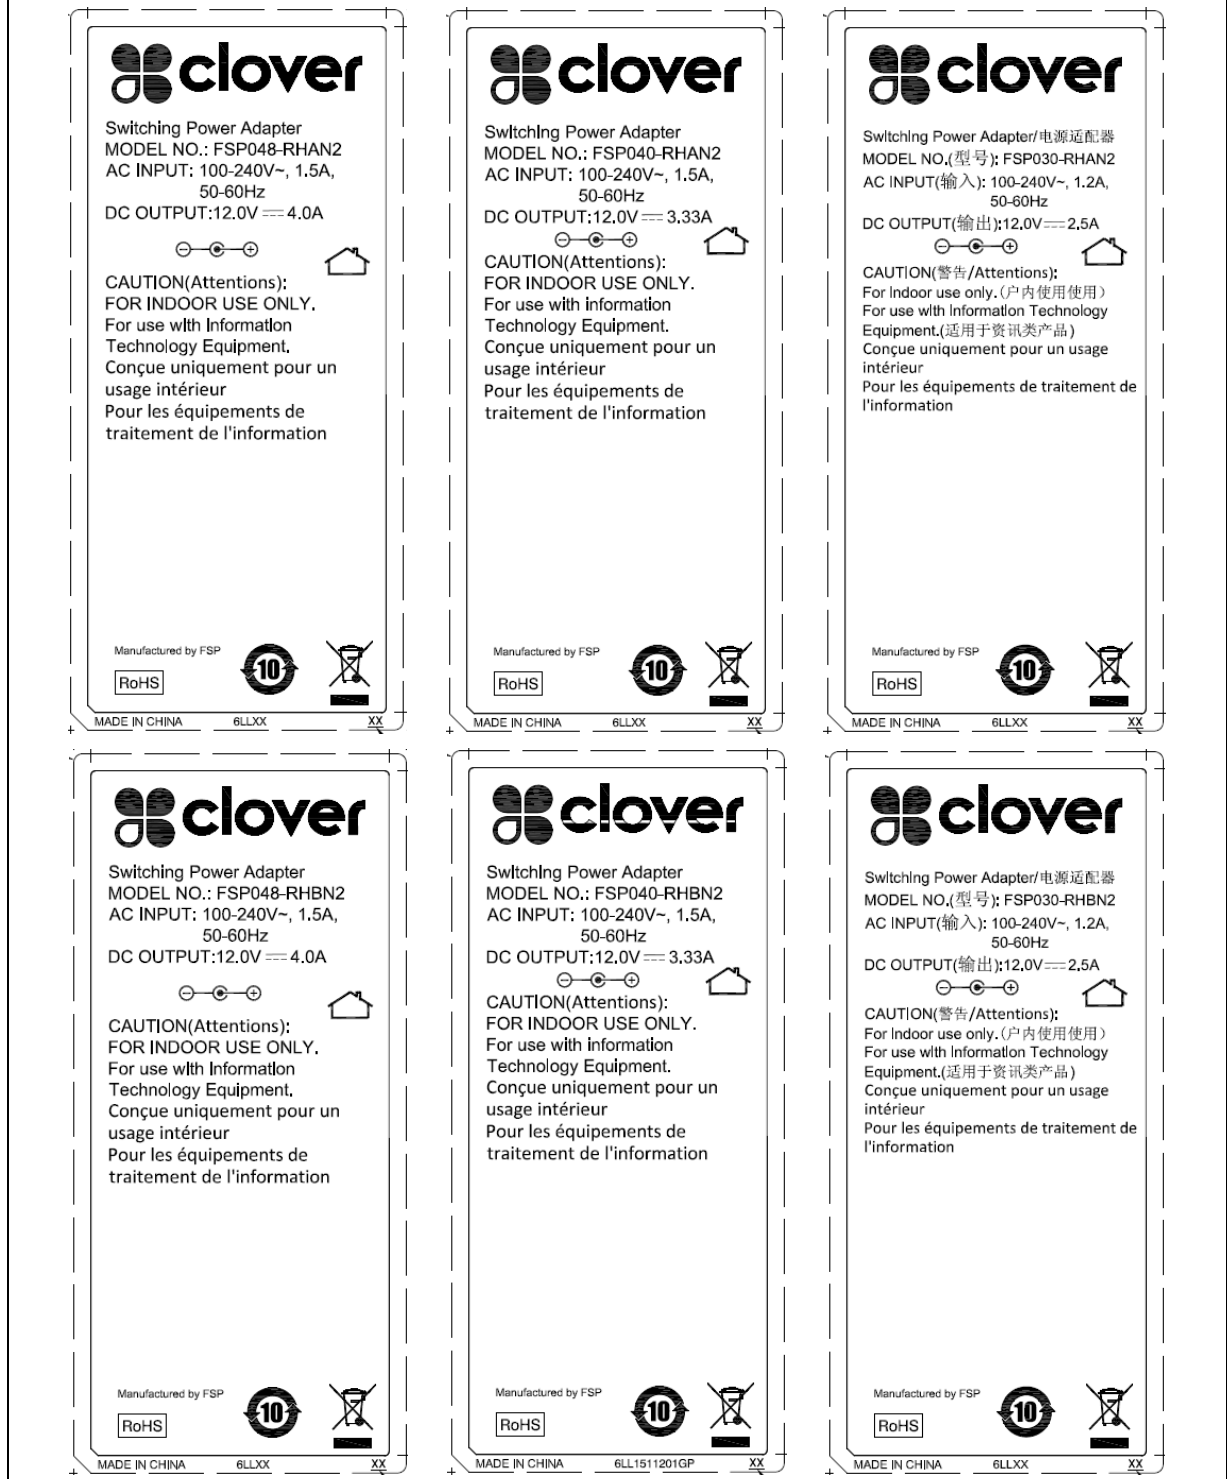 clover
Switching Power Adapter
MODEL NO.: FSP048-RHAN2
AC INPUT: 100-240V~, 1.5A,
50-60Hz
DC OUTPUT:12.0V⎓4.0A
CAUTION(Attentions):
FOR INDOOR USE ONLY.
For use with Information
Technology Equipment.
Conçue uniquement pour un
usage intérieur
Pour les équipements de
traitement de l'information
Manufactured by FSP
10
RoHS
MADE IN CHINA 6LLXX XX
clover
Switching Power Adapter
MODEL NO.: FSP040-RHAN2
AC INPUT: 100-240V~, 1.5A,
50-60Hz
DC OUTPUT:12.0V⎓3.33A
CAUTION(Attentions):
FOR INDOOR USE ONLY.
For use with information
Technology Equipment.
Conçue uniquement pour un
usage intérieur
Pour les équipements de
traitement de l'information
Manufactured by FSP
10
RoHS
MADE IN CHINA 6LLXX XX
clover
Switching Power Adapter/电源适配器
MODEL NO.(型号): FSP030-RHAN2
AC INPUT(输入): 100-240V~, 1.2A,
50-60Hz
DC OUTPUT(输出):12.0V⎓2.5A
CAUTION(警告/Attentions):
For Indoor use only.(户内使用使用)
For use with Information Technology
Equipment.(适用于资讯类产品)
Conçue uniquement pour un usage
intérieur
Pour les équipements de traitement de
l'information
Manufactured by FSP
10
RoHS
MADE IN CHINA 6LLXX XX
clover
Switching Power Adapter
MODEL NO.: FSP048-RHBN2
AC INPUT: 100-240V~, 1.5A,
50-60Hz
DC OUTPUT:12.0V⎓4.0A
CAUTION(Attentions):
FOR INDOOR USE ONLY.
For use with Information
Technology Equipment.
Conçue uniquement pour un
usage intérieur
Pour les équipements de
traitement de l'information
Manufactured by FSP
10
RoHS
MADE IN CHINA 6LLXX XX
clover
Switching Power Adapter
MODEL NO.: FSP040-RHBN2
AC INPUT: 100-240V~, 1.5A,
50-60Hz
DC OUTPUT:12.0V⎓3.33A
CAUTION(Attentions):
FOR INDOOR USE ONLY.
For use with information
Technology Equipment.
Conçue uniquement pour un
usage intérieur
Pour les équipements de
traitement de l'information
Manufactured by FSP
10
RoHS
MADE IN CHINA 6LL1511201GP XX
clover
Switching Power Adapter/电源适配器
MODEL NO.(型号): FSP030-RHBN2
AC INPUT(输入): 100-240V~, 1.2A,
50-60Hz
DC OUTPUT(输出):12.0V⎓2.5A
CAUTION(警告/Attentions):
For Indoor use only.(户内使用使用)
For use with Information Technology
Equipment.(适用于资讯类产品)
Conçue uniquement pour un usage
intérieur
Pour les équipements de traitement de
l'information
Manufactured by FSP
10
RoHS
MADE IN CHINA 6LLXX XX